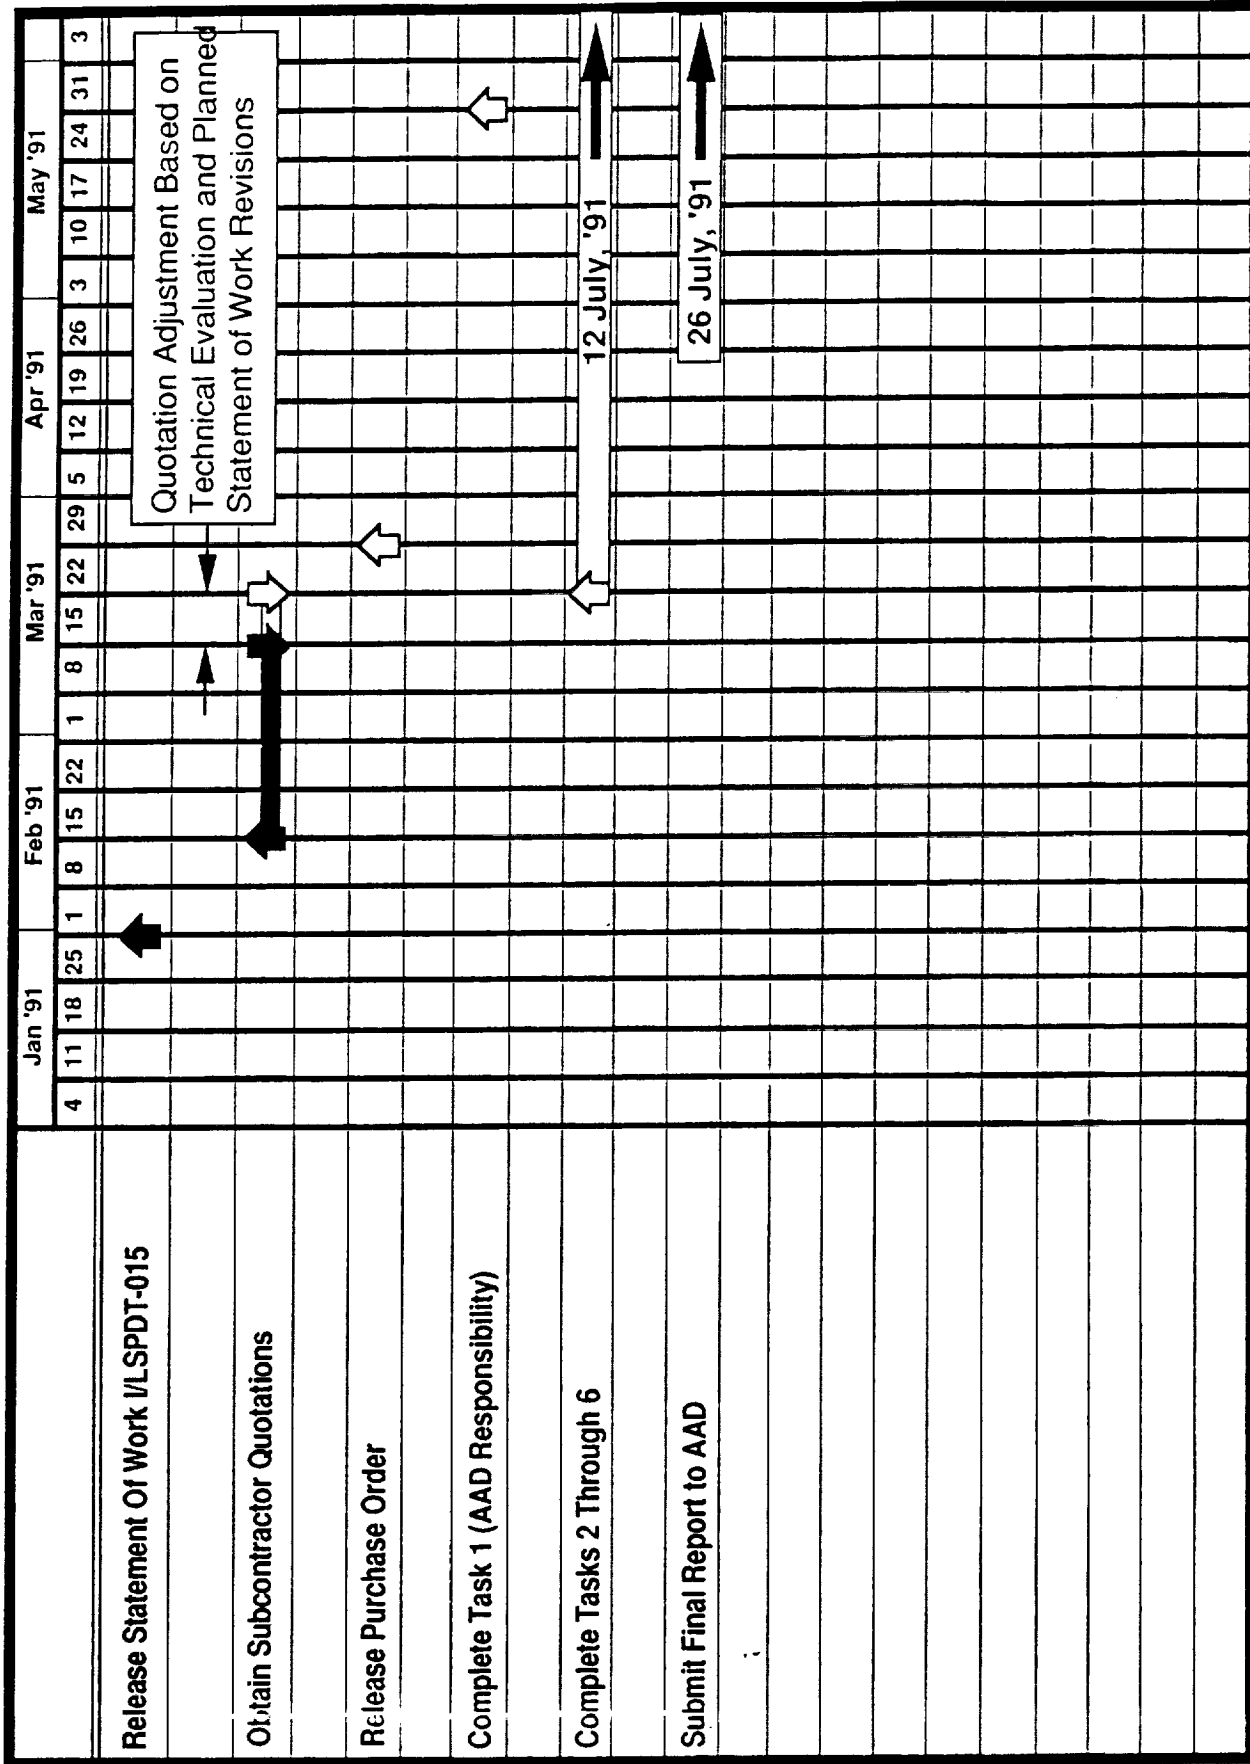 Jan '91
Feb '91
Mar '91
Apr '91
May '91
4
11
18
25
1
8
15
22
1
8
15
22
29
5
12
19
26
3
10
17
24
31
3
Release Statement Of Work I/LSPDT-015
Quotation Adjustment Based on
Technical Evaluation and Planned
Statement of Work Revisions
Obtain Subcontractor Quotations
Release Purchase Order
Complete Task 1 (AAD Responsibility)
Complete Tasks 2 Through 6
12 July, '91
Submit Final Report to AAD
26 July, '91